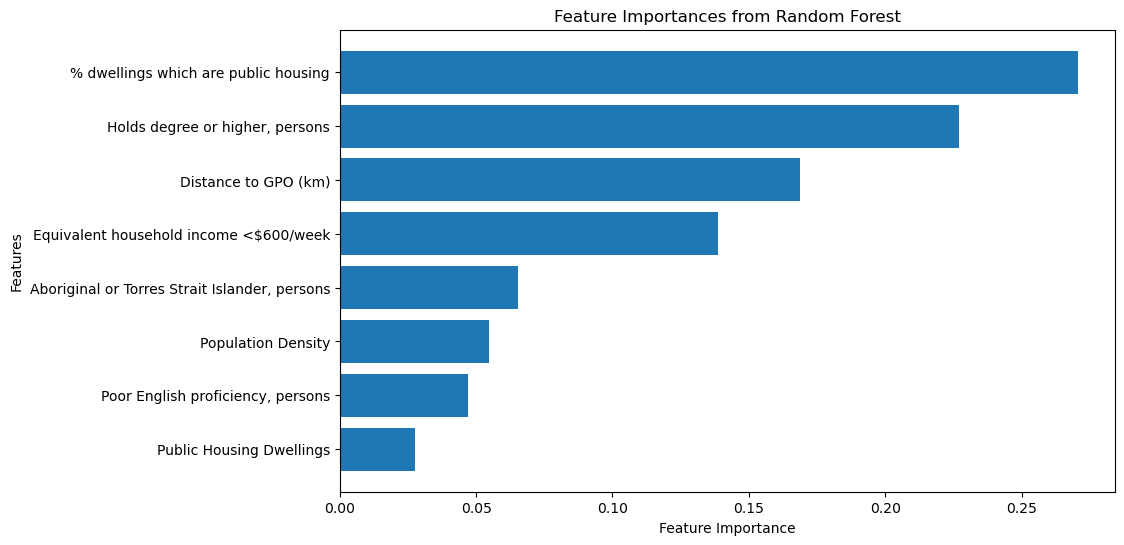 Feature Importances from Random Forest
Features
% dwellings which are public housing
Holds degree or higher, persons
Distance to GPO (km)
Equivalent household income <$600/week
Aboriginal or Torres Strait Islander, persons
Population Density
Poor English proficiency, persons
Public Housing Dwellings
0.00 0.05 0.10 0.15 0.20 0.25
Feature Importance